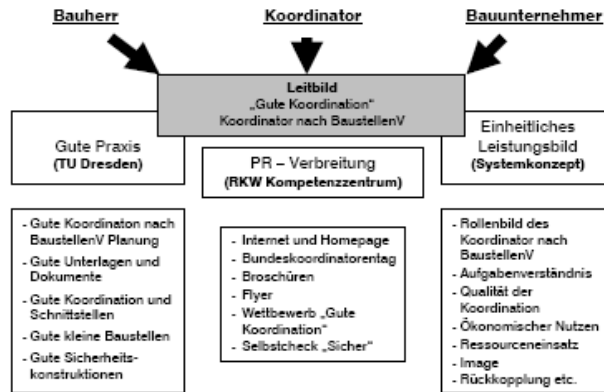 Bauherr
Koordinator
Bauunternehmer
Leitbild
„Gute Koordination“
Koordinator nach BaustellenV
Gute Praxis
(TU Dresden)
PR – Verbreitung
(RKW Kompetenzzentrum)
Einheitliches
Leistungsbild
(Systemkonzept)
- Gute Koordinaton nach
BaustellenV Planung
- Gute Unterlagen und
Dokumente
- Gute Koordination und
Schnittstellen
- Gute kleine Baustellen
- Gute Sicherheits-
konstruktionen
- Internet und Homepage
- Bundeskoordinatorentag
- Broschüren
- Flyer
- Wettbewerb „Gute
Koordination“
- Selbstcheck „Sicher“
- Rollenbild des
Koordinator nach
BaustellenV
- Aufgabenverständnis
- Qualität der
Koordination
- Ökonomischer Nutzen
- Ressourceneinsatz
- Image
- Rückkopplung etc.